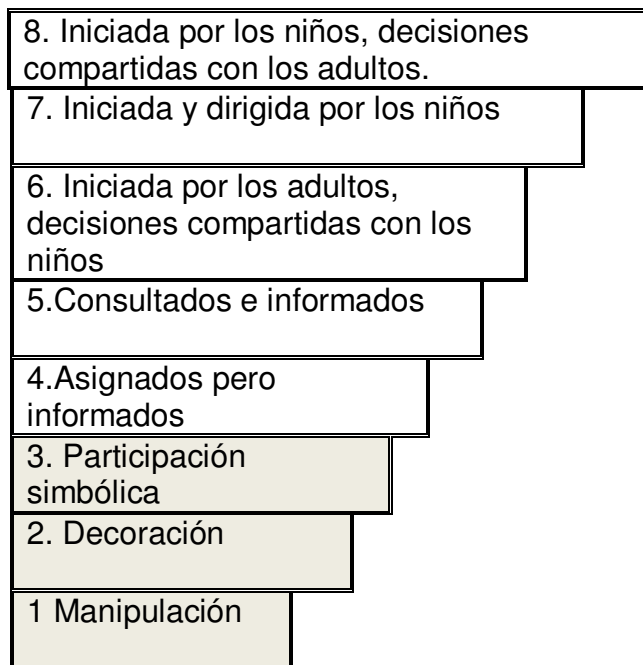 8. Iniciada por los niños, decisiones
compartidas con los adultos.
7. Iniciada y dirigida por los niños
6. Iniciada por los adultos,
decisiones compartidas con los
niños
5.Consultados e informados
4.Asignados pero
informados
3. Participación
simbólica
2. Decoración
1 Manipulación